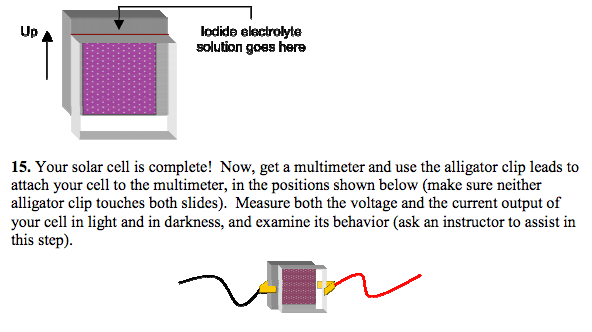 Up
Iodide electrolyte
solution goes here
15. Your solar cell is complete!  Now, get a multimeter and use the alligator clip leads to
attach your cell to the multimeter, in the positions shown below (make sure neither
alligator clip touches both slides).  Measure both the voltage and the current output of
your cell in light and in darkness, and examine its behavior (ask an instructor to assist in
this step).